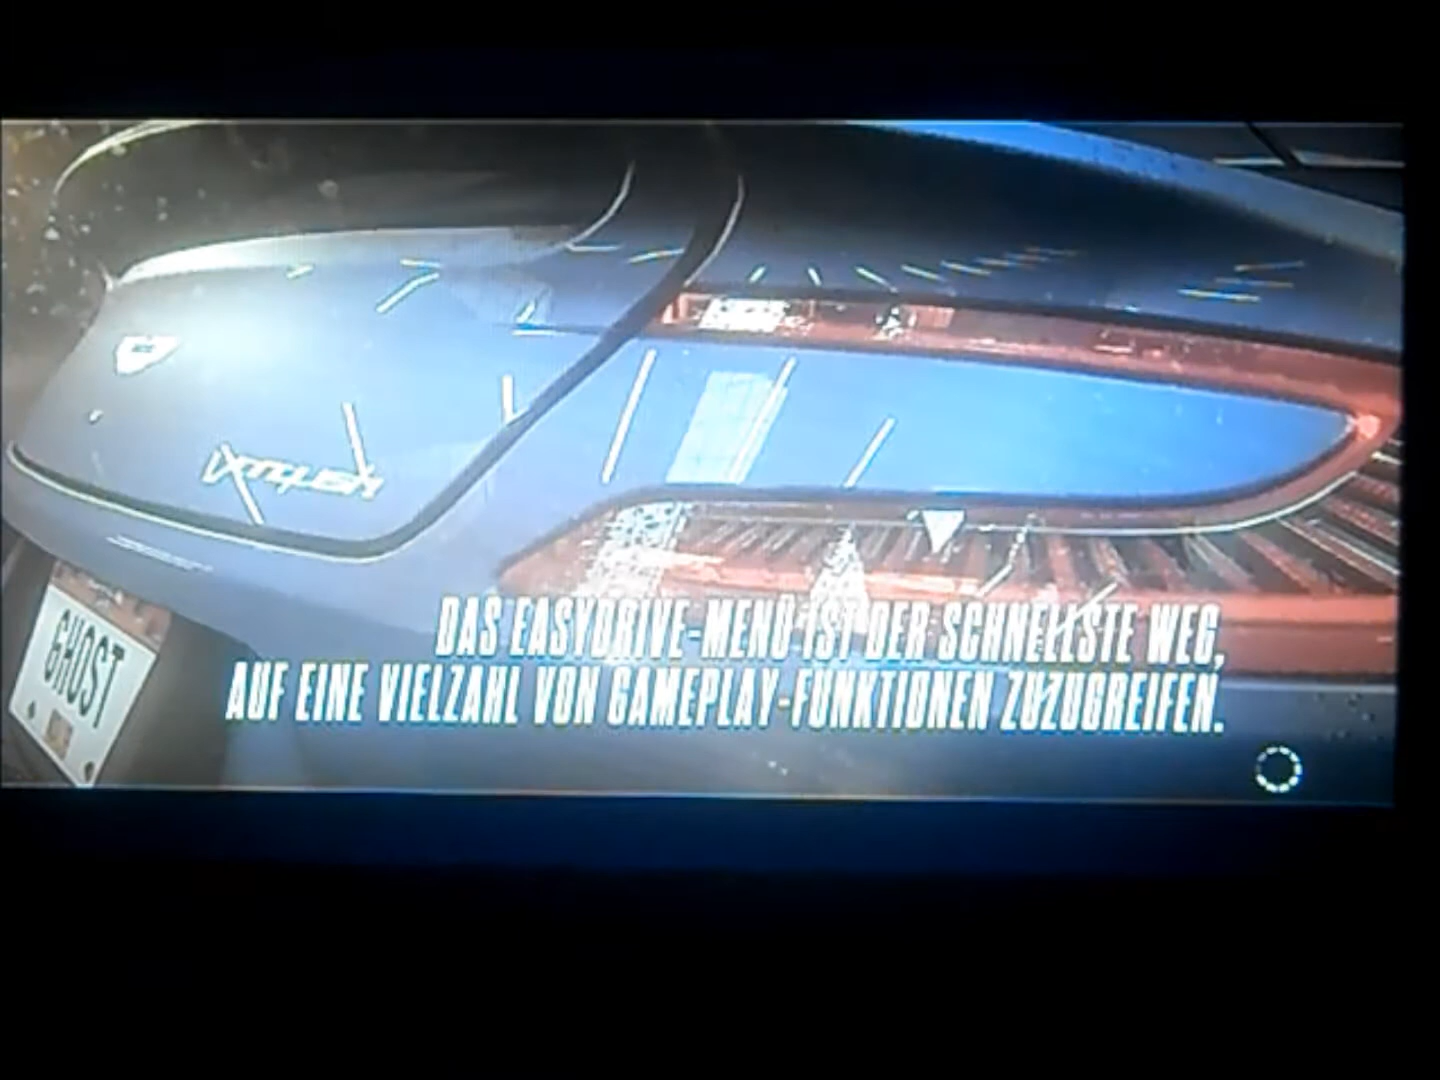 GHOST
DAS EASYDRIVE-MENÜ IST DER SCHNELLSTE WEG,
AUF EINE VIELZAHL VON GAMEPLAY-FUNKTIONEN ZUZUGREIFEN.